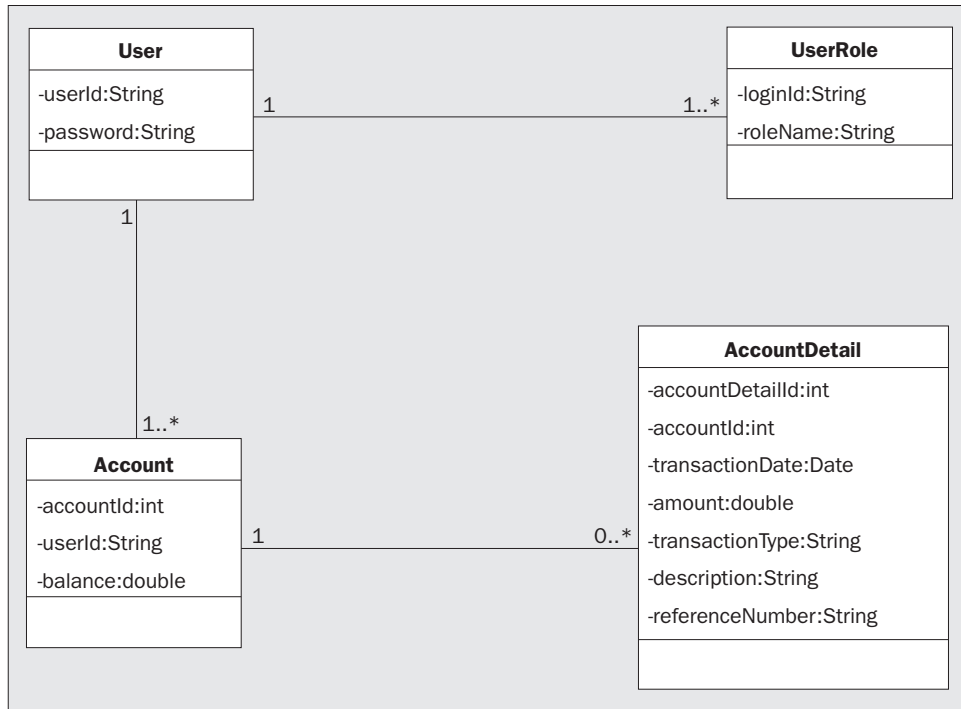 User
-userId:String
-password:String
1
1..*
UserRole
-loginId:String
-roleName:String
1
1..*
Account
-accountId:int
-userId:String
-balance:double
1
0..*
AccountDetail
-accountDetailId:int
-accountId:int
-transactionDate:Date
-amount:double
-transactionType:String
-description:String
-referenceNumber:String